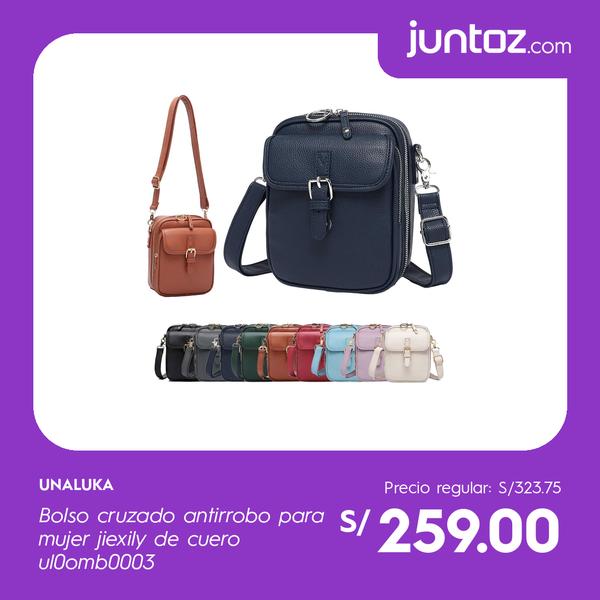 juntoz.com
UNALUKA
Bolso cruzado antirrobo para
mujer jiexily de cuero
ul0omb0003
Precio regular: S/323.75
S/ 259.00